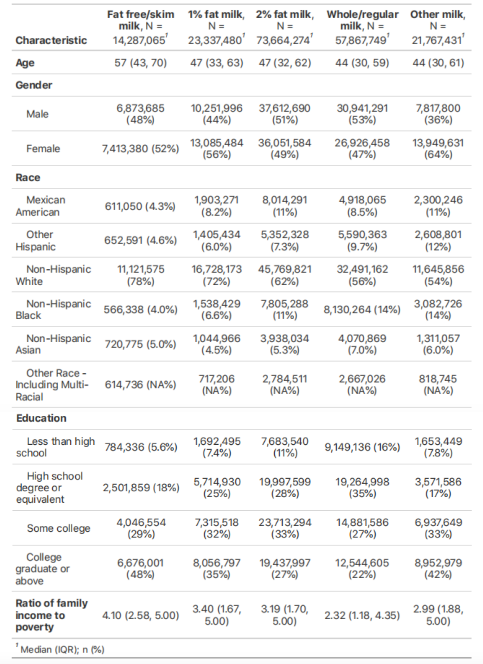 Characteristic Fat free/skim milk, N = 14,287,065† 1% fat milk, N = 23,337,480† 2% fat milk, N = 73,664,274† Whole/regular milk, N = 57,867,749† Other milk, N = 21,767,431†
Age 57 (43, 70) 47 (33, 63) 47 (32, 62) 44 (30, 59) 44 (30, 61)
Gender
Male 6,873,685 (48%) 10,251,996 (44%) 37,612,690 (51%) 30,941,291 (53%) 7,817,800 (36%)
Female 7,413,380 (52%) 13,085,484 (56%) 36,051,584 (49%) 26,926,458 (47%) 13,949,631 (64%)
Race
Mexican American 611,050 (4.3%) 1,903,271 (8.2%) 8,014,291 (11%) 4,918,065 (8.5%) 2,300,246 (11%)
Other Hispanic 652,591 (4.6%) 1,405,434 (6.0%) 5,352,328 (7.3%) 5,590,363 (9.7%) 2,608,801 (12%)
Non-Hispanic White 11,121,575 (78%) 16,728,173 (72%) 45,769,821 (62%) 32,491,162 (56%) 11,645,856 (54%)
Non-Hispanic Black 566,338 (4.0%) 1,538,429 (6.6%) 7,805,288 (11%) 8,130,264 (14%) 3,082,726 (14%)
Non-Hispanic Asian 720,775 (5.0%) 1,044,966 (4.5%) 3,938,034 (5.3%) 4,070,869 (7.0%) 1,311,057 (6.0%)
Other Race - Including Multi-Racial 614,736 (NA%) 717,206 (NA%) 2,784,511 (NA%) 2,667,026 (NA%) 818,745 (NA%)
Education
Less than high school 784,336 (5.6%) 1,692,495 (7.4%) 7,683,540 (11%) 9,149,136 (16%) 1,653,449 (7.8%)
High school degree or equivalent 2,501,859 (18%) 5,714,930 (25%) 19,997,599 (28%) 19,264,998 (35%) 3,571,586 (17%)
Some college 4,046,554 (29%) 7,315,518 (32%) 23,713,294 (33%) 14,881,586 (27%) 6,937,649 (33%)
College graduate or above 6,676,001 (48%) 8,056,797 (35%) 19,437,997 (27%) 12,544,605 (22%) 8,952,979 (42%)
Ratio of family income to poverty 4.10 (2.58, 5.00) 3.40 (1.67, 5.00) 3.19 (1.70, 5.00) 2.32 (1.18, 4.35) 2.99 (1.88, 5.00)
† Median (IQR); n (%)